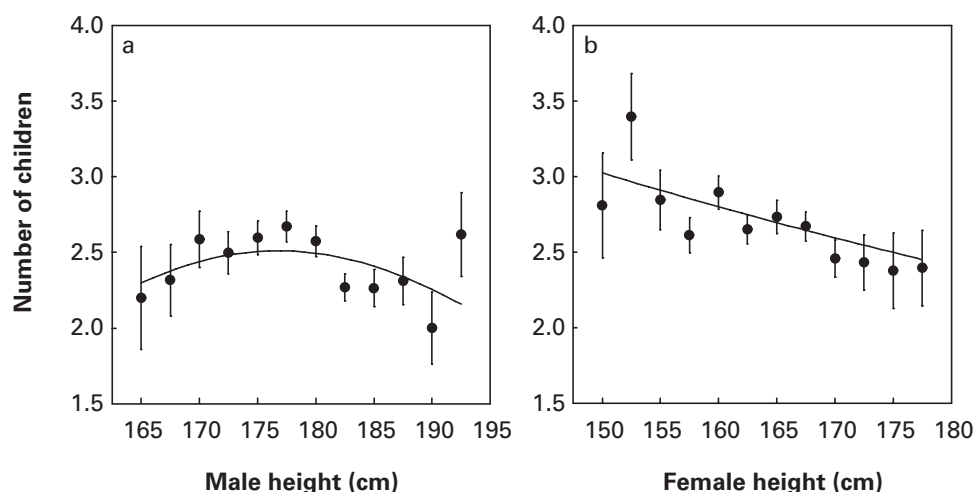 a
b
Number of children
4.0
3.5
3.0
2.5
2.0
1.5
165 170 175 180 185 190 195
Male height (cm)
4.0
3.5
3.0
2.5
2.0
1.5
150 155 160 165 170 175 180
Female height (cm)